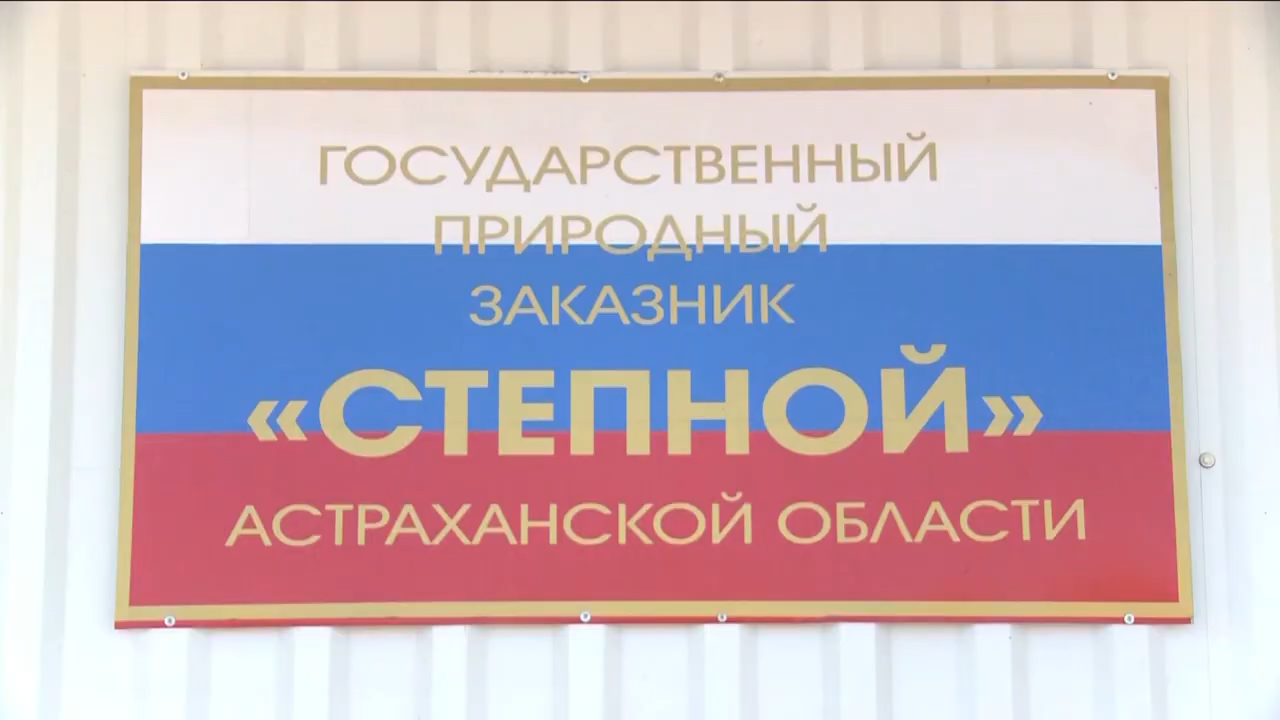 ГОСУДАРСТВЕННЫЙ
ПРИРОДНЫЙ
ЗАКАЗНИК
«СТЕПНОЙ»
АСТРАХАНСКОЙ ОБЛАСТИ